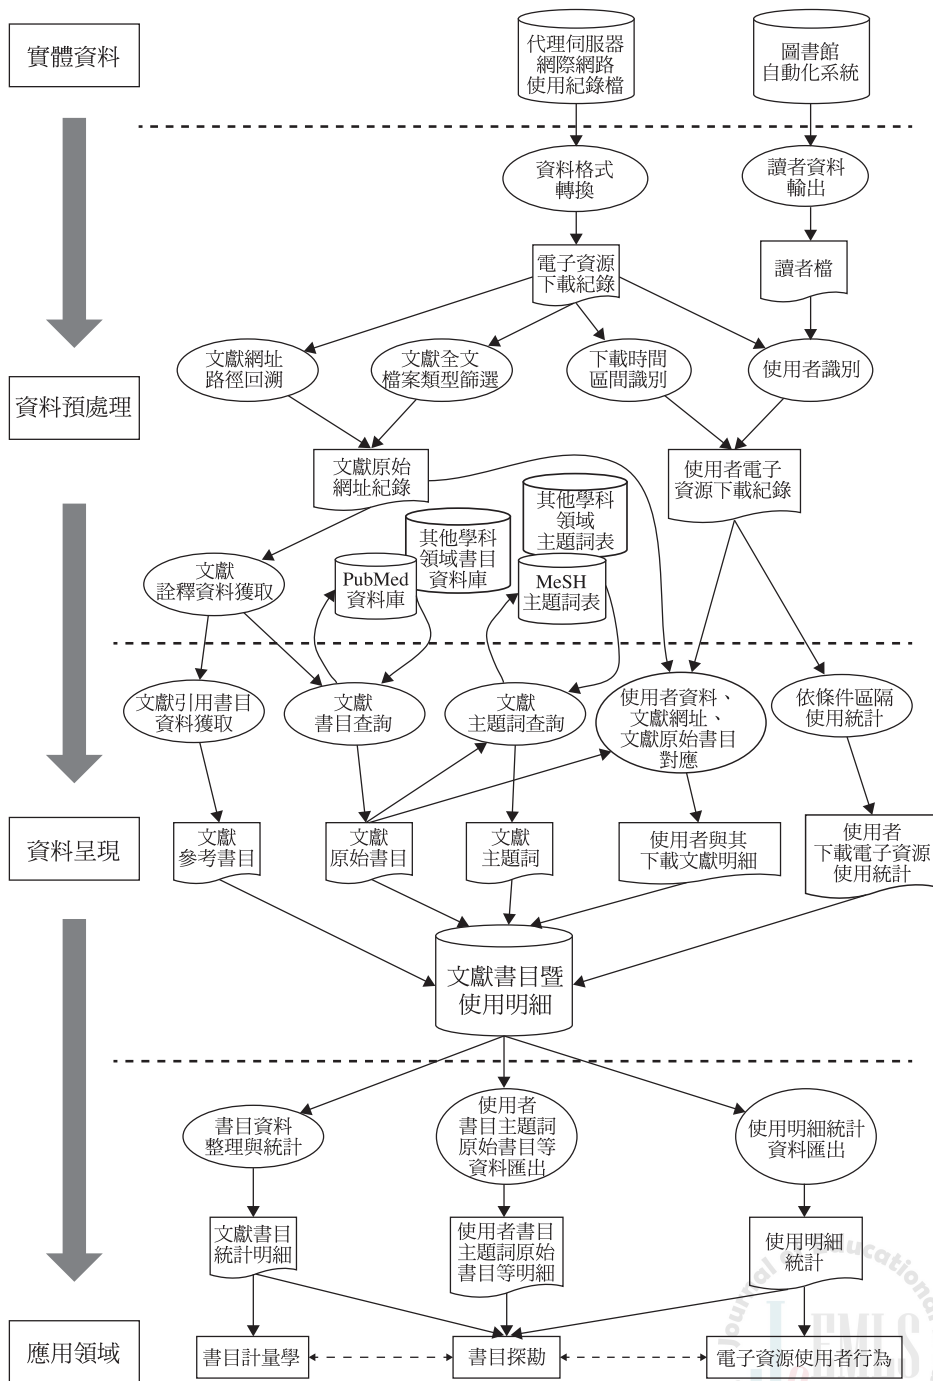 實體資料
代理伺服器
網際網路
使用紀錄檔
圖書館
自動化系統
資料格式
轉換
讀者資料
輸出
電子資源
下載紀錄
讀者檔
文獻網址
路徑回溯
文獻全文
檔案類型篩選
下載時間
區間識別
使用者識別
資料預處理
文獻原始
網址紀錄
使用者電子
資源下載紀錄
其他學科
領域
主題詞表
其他學科
領域書目
資料庫
PubMed
資料庫
MeSH
主題詞表
文獻
詮釋資料獲取
文獻引用書目
資料獲取
文獻
書目查詢
文獻
主題詞查詢
使用者資料、
文獻網址、
文獻原始書目
對應
依條件區隔
使用統計
資料呈現
文獻
參考書目
文獻
原始書目
文獻
主題詞
使用者與其
下載文獻明細
使用者
下載電子資源
使用統計
文獻書目暨
使用明細
書目資料
整理與統計
使用者
書目主題詞
原始書目等
資料匯出
使用明細統計
資料匯出
文獻書目
統計明細
使用者書目
主題詞原始
書目等明細
使用明細
統計
應用領域
書目計量學
書目探勘
電子資源使用者行為
Journal of Educational
JoEMLS